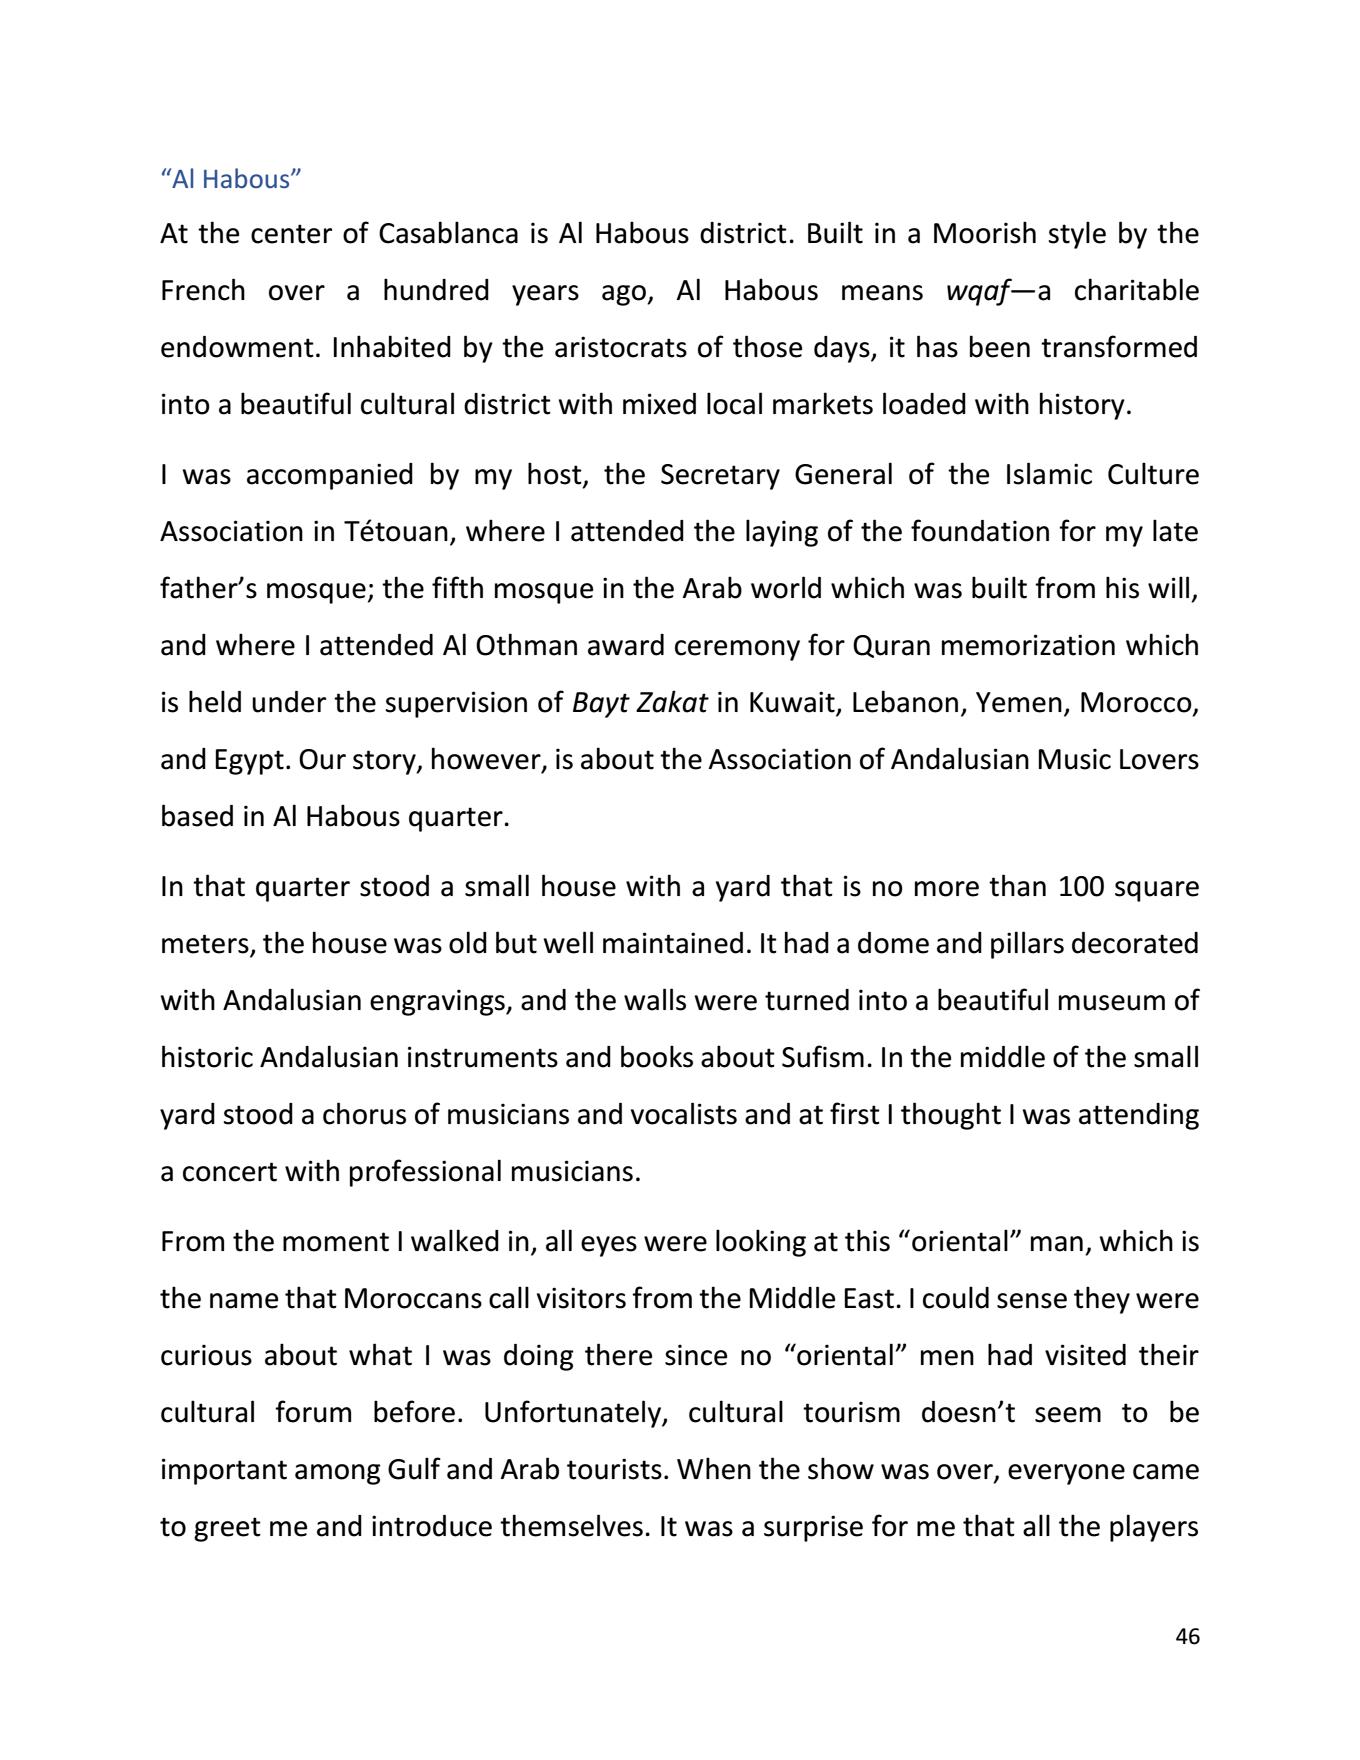 “Al Habous”
At the center of Casablanca is Al Habous district. Built in a Moorish style by the
French over a hundred years ago, Al Habous means wqaf—a charitable
endowment. Inhabited by the aristocrats of those days, it has been transformed
into a beautiful cultural district with mixed local markets loaded with history.
I was accompanied by my host, the Secretary General of the Islamic Culture
Association in Tétouan, where I attended the laying of the foundation for my late
father’s mosque; the fifth mosque in the Arab world which was built from his will,
and where I attended Al Othman award ceremony for Quran memorization which
is held under the supervision of Bayt Zakat in Kuwait, Lebanon, Yemen, Morocco,
and Egypt. Our story, however, is about the Association of Andalusian Music Lovers
based in Al Habous quarter.
In that quarter stood a small house with a yard that is no more than 100 square
meters, the house was old but well maintained. It had a dome and pillars decorated
with Andalusian engravings, and the walls were turned into a beautiful museum of
historic Andalusian instruments and books about Sufism. In the middle of the small
yard stood a chorus of musicians and vocalists and at first I thought I was attending
a concert with professional musicians.
From the moment I walked in, all eyes were looking at this “oriental” man, which is
the name that Moroccans call visitors from the Middle East. I could sense they were
curious about what I was doing there since no “oriental” men had visited their
cultural forum before. Unfortunately, cultural tourism doesn’t seem to be
important among Gulf and Arab tourists. When the show was over, everyone came
to greet me and introduce themselves. It was a surprise for me that all the players
46